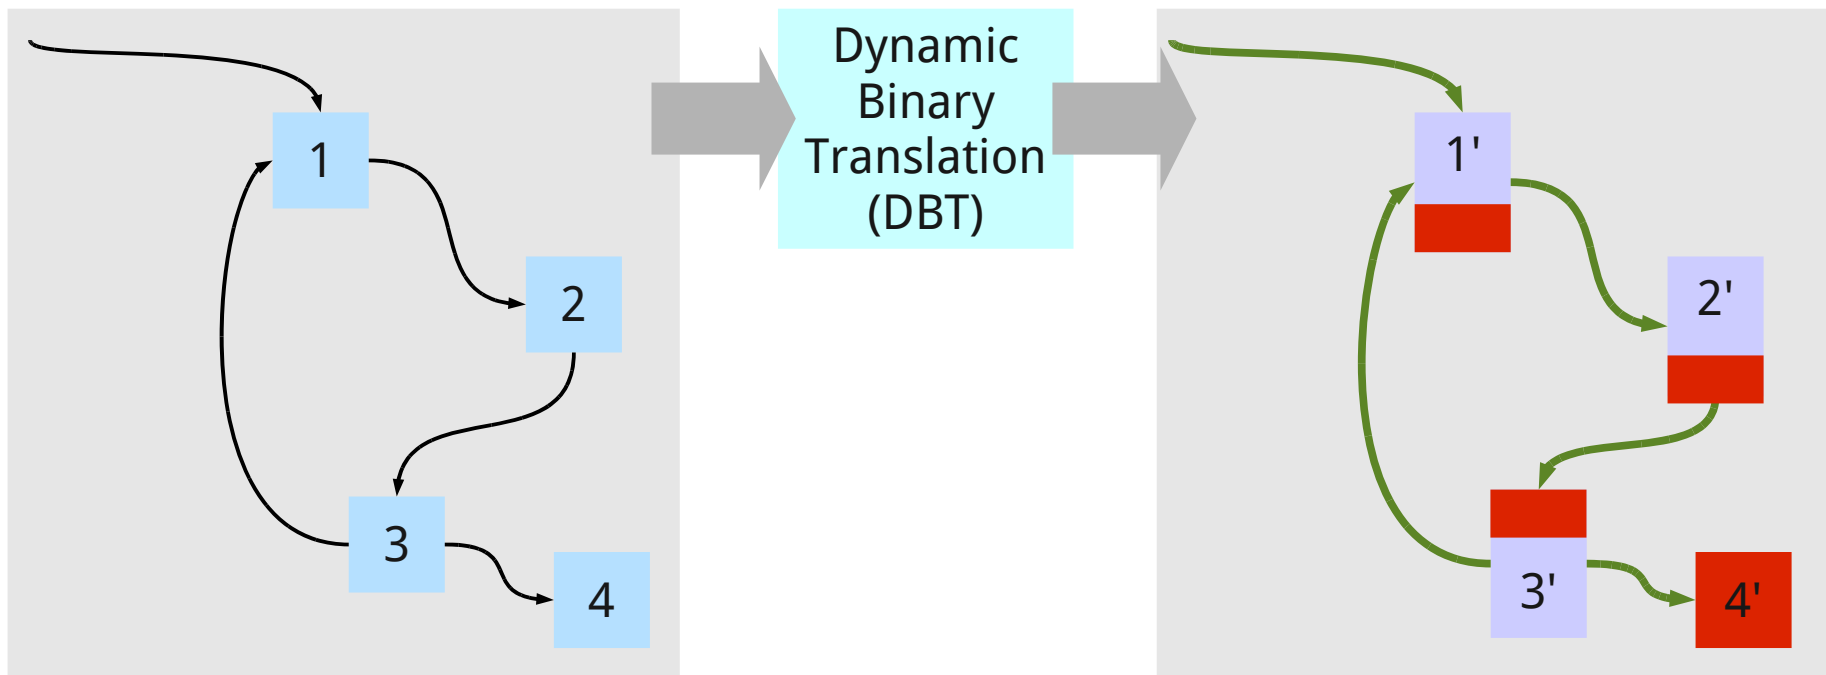 1
2
3
4
Dynamic
Binary
Translation
(DBT)
1'
2'
3'
4'